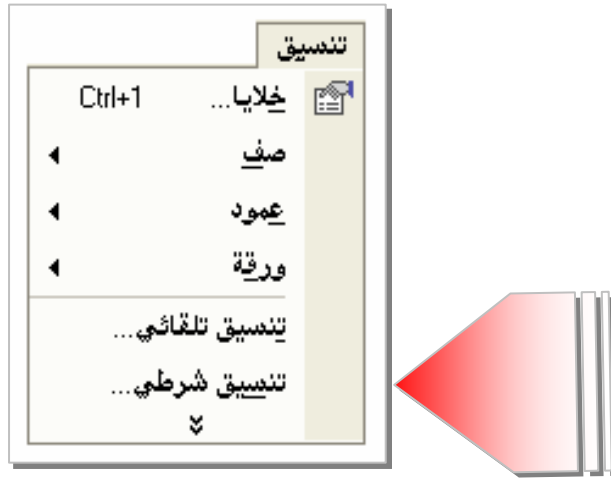 تنسيق
خلايا... Ctrl+1
صف
عمود
ورقة
تنسيق تلقائي...
تنسيق شرطي...